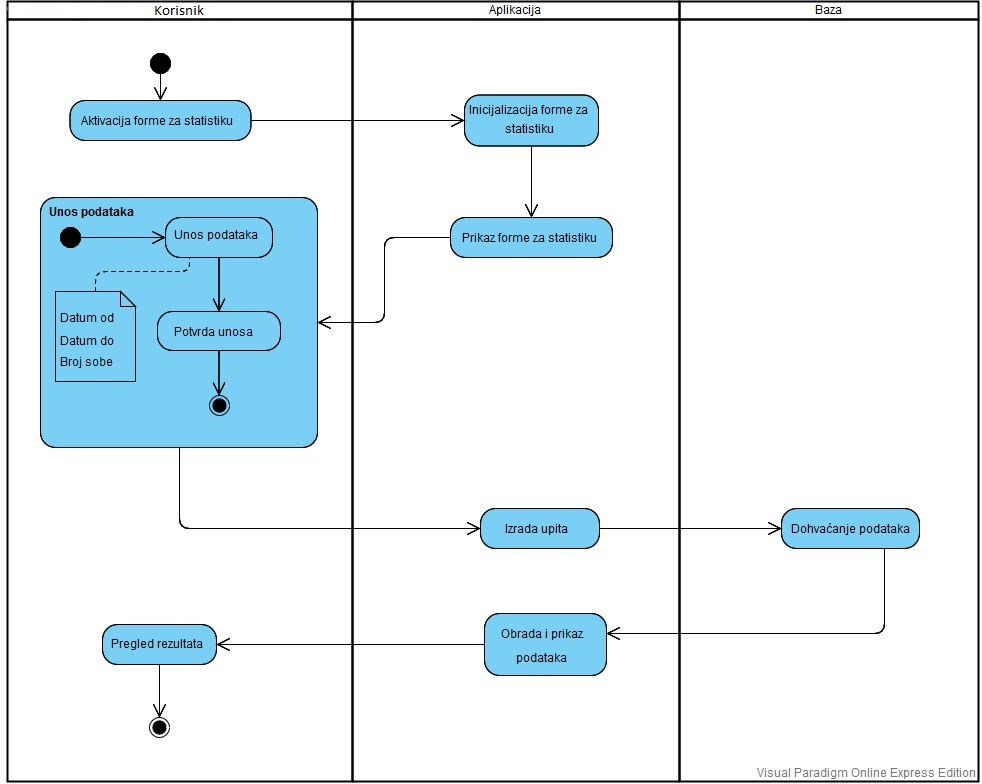 Korisnik
Aplikacija
Baza
Aktivacija forme za statistiku
Inicijalizacija forme za
statistiku
Unos podataka
Unos podataka
Prikaz forme za statistiku
Datum od
Datum do
Broj sobe
Potvrda unosa
Izrada upita
Dohvaćanje podataka
Obrada i prikaz
podataka
Pregled rezultata
Visual Paradigm Online Express Edition